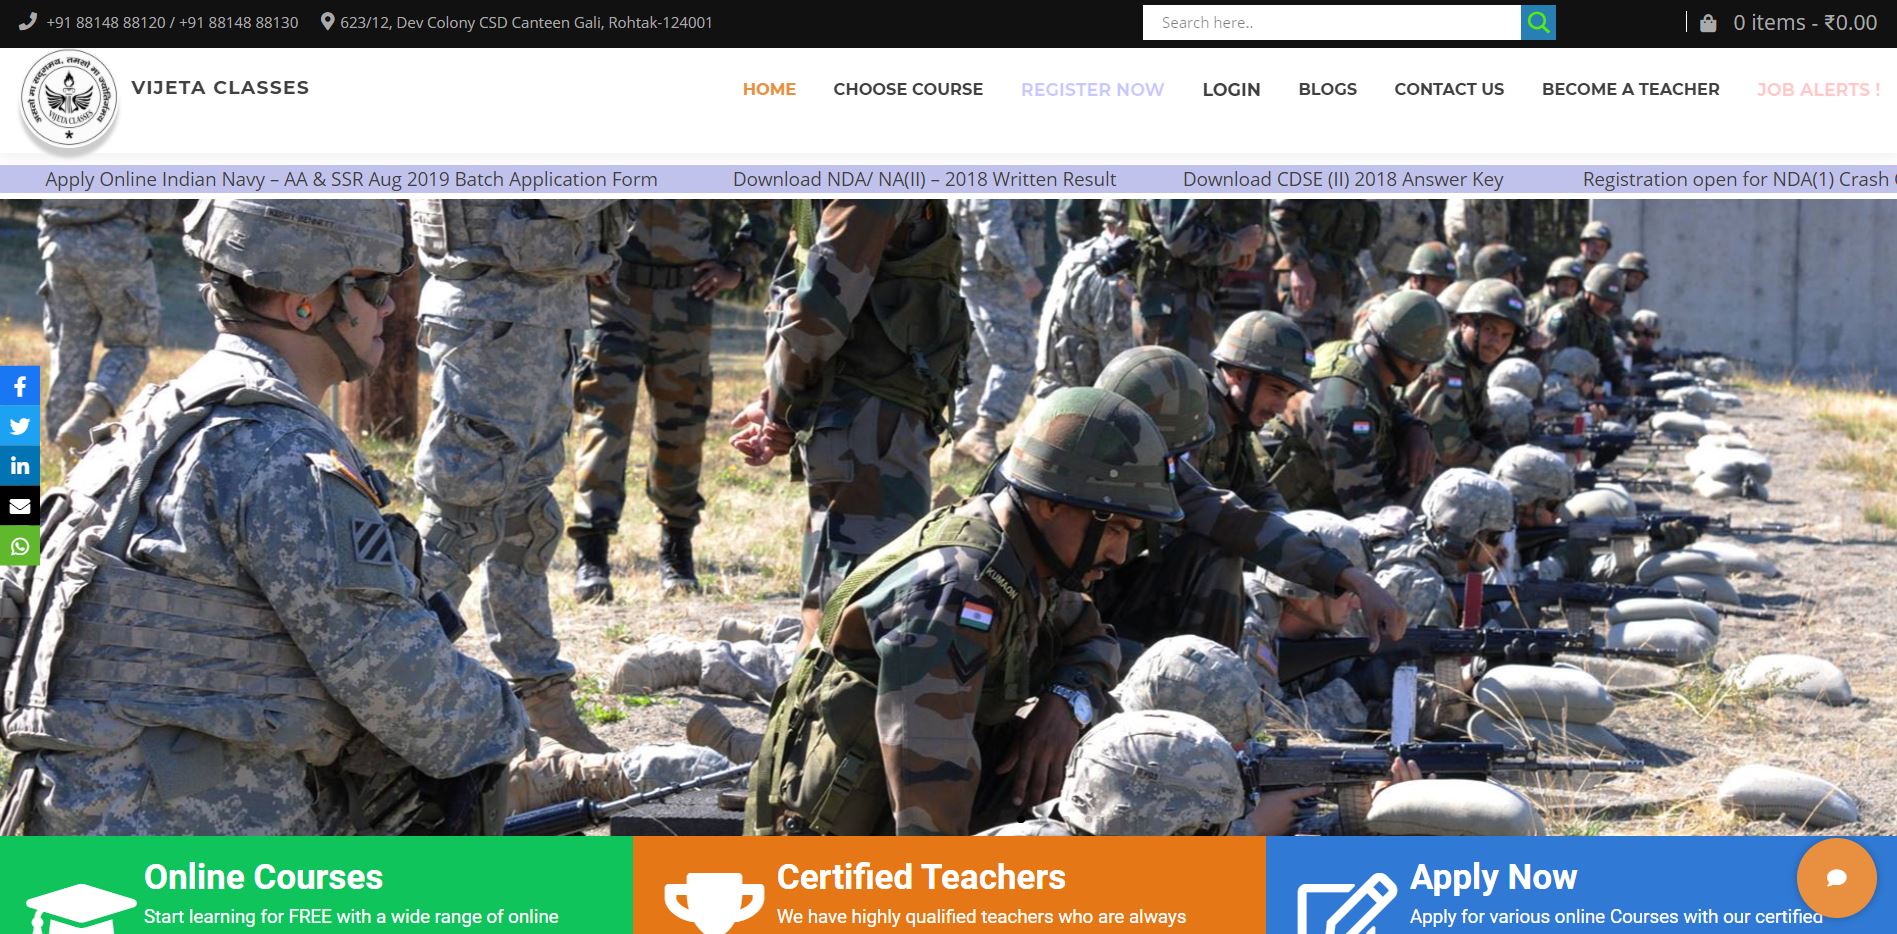 +91 88148 88120 / +91 88148 88130 623/12, Dev Colony CSD Canteen Gali, Rohtak-124001 Search here.. 0 items - ₹0.00
VIJETA CLASSES
HOME CHOOSE COURSE REGISTER NOW LOGIN BLOGS CONTACT US BECOME A TEACHER JOB ALERTS !
असतो मा सद्गमय, तमसो मा ज्योतिर्गमय
VIJETA CLASSES
Apply Online Indian Navy – AA & SSR Aug 2019 Batch Application Form Download NDA/ NA(II) – 2018 Written Result Download CDSE (II) 2018 Answer Key Registration open for NDA(1) Crash
KUMAON
Online Courses
Start learning for FREE with a wide range of online
Certified Teachers
We have highly qualified teachers who are always
Apply Now
Apply for various online Courses with our certified